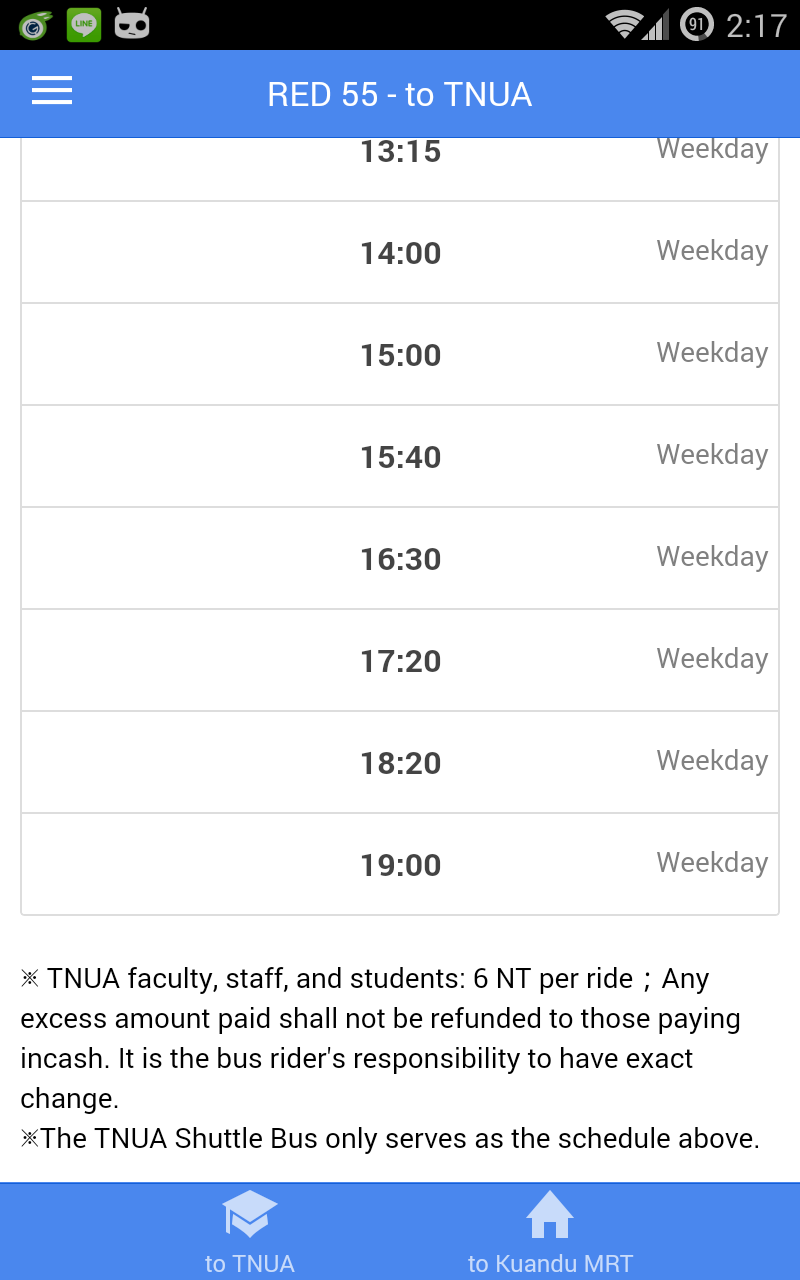 LINE
91
2:17
RED 55 - to TNUA
13:15 Weekday
14:00 Weekday
15:00 Weekday
15:40 Weekday
16:30 Weekday
17:20 Weekday
18:20 Weekday
19:00 Weekday
※ TNUA faculty, staff, and students: 6 NT per ride；Any
excess amount paid shall not be refunded to those paying
incash. It is the bus rider's responsibility to have exact
change.
※The TNUA Shuttle Bus only serves as the schedule above.
to TNUA
to Kuandu MRT